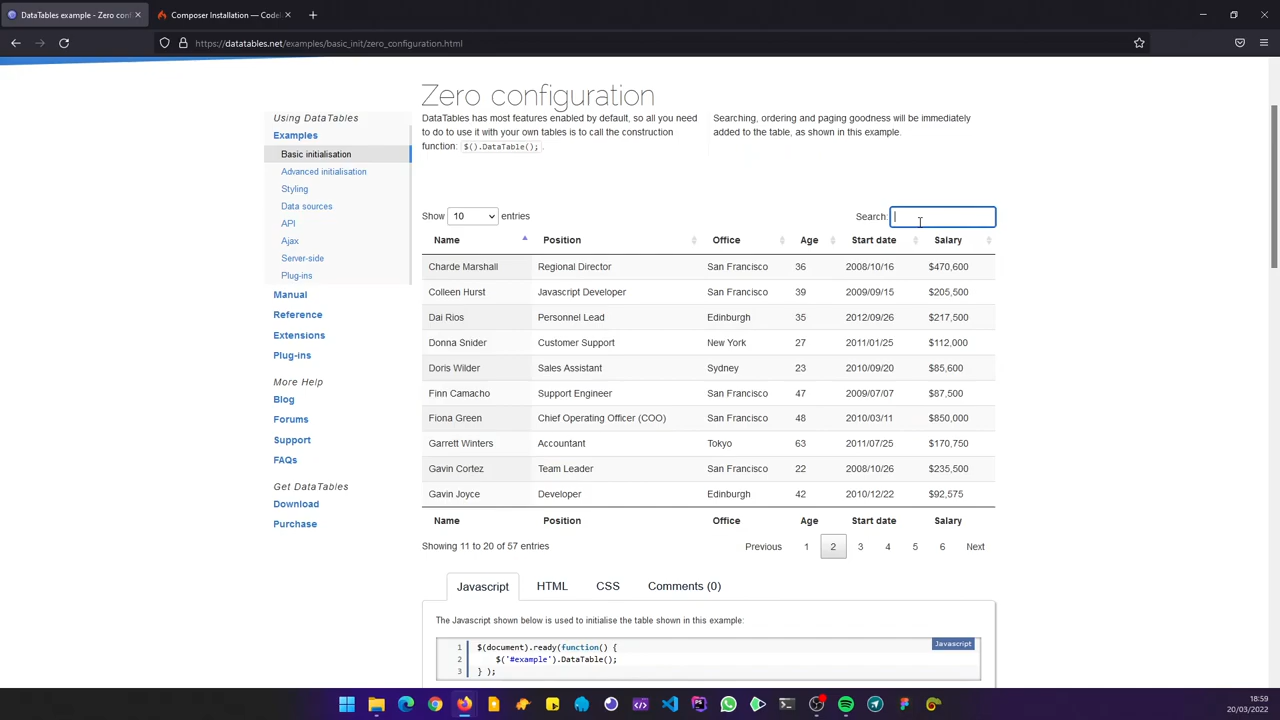 DataTables example - Zero conf
Composer Installation — Codel
https://datatables.net/examples/basic_init/zero_configuration.html
Zero configuration
Using DataTables
Examples
Basic initialisation
Advanced initialisation
Styling
Data sources
API
Ajax
Server-side
Plug-ins
Manual
Reference
Extensions
Plug-ins
More Help
Blog
Forums
Support
FAQs
Get DataTables
Download
Purchase
DataTables has most features enabled by default, so all you need
to do to use it with your own tables is to call the construction
function: $().DataTable();.
Searching, ordering and paging goodness will be immediately
added to the table, as shown in this example.
Show 10 entries Search:
Name Position Office Age Start date Salary
Charde Marshall Regional Director San Francisco 36 2008/10/16 $470,600
Colleen Hurst Javascript Developer San Francisco 39 2009/09/15 $205,500
Dai Rios Personnel Lead Edinburgh 35 2012/09/26 $217,500
Donna Snider Customer Support New York 27 2011/01/25 $112,000
Doris Wilder Sales Assistant Sydney 23 2010/09/20 $85,600
Finn Camacho Support Engineer San Francisco 47 2009/07/07 $87,500
Fiona Green Chief Operating Officer (COO) San Francisco 48 2010/03/11 $850,000
Garrett Winters Accountant Tokyo 63 2011/07/25 $170,750
Gavin Cortez Team Leader San Francisco 22 2008/10/26 $235,500
Gavin Joyce Developer Edinburgh 42 2010/12/22 $92,575
Name Position Office Age Start date Salary
Showing 11 to 20 of 57 entries Previous 1 2 3 4 5 6 Next
Javascript HTML CSS Comments (0)
The Javascript shown below is used to initialise the table shown in this example:
Javascript
1 $(document).ready(function() {
2 $('#example').DataTable();
3 } );
18:59
20/03/2022